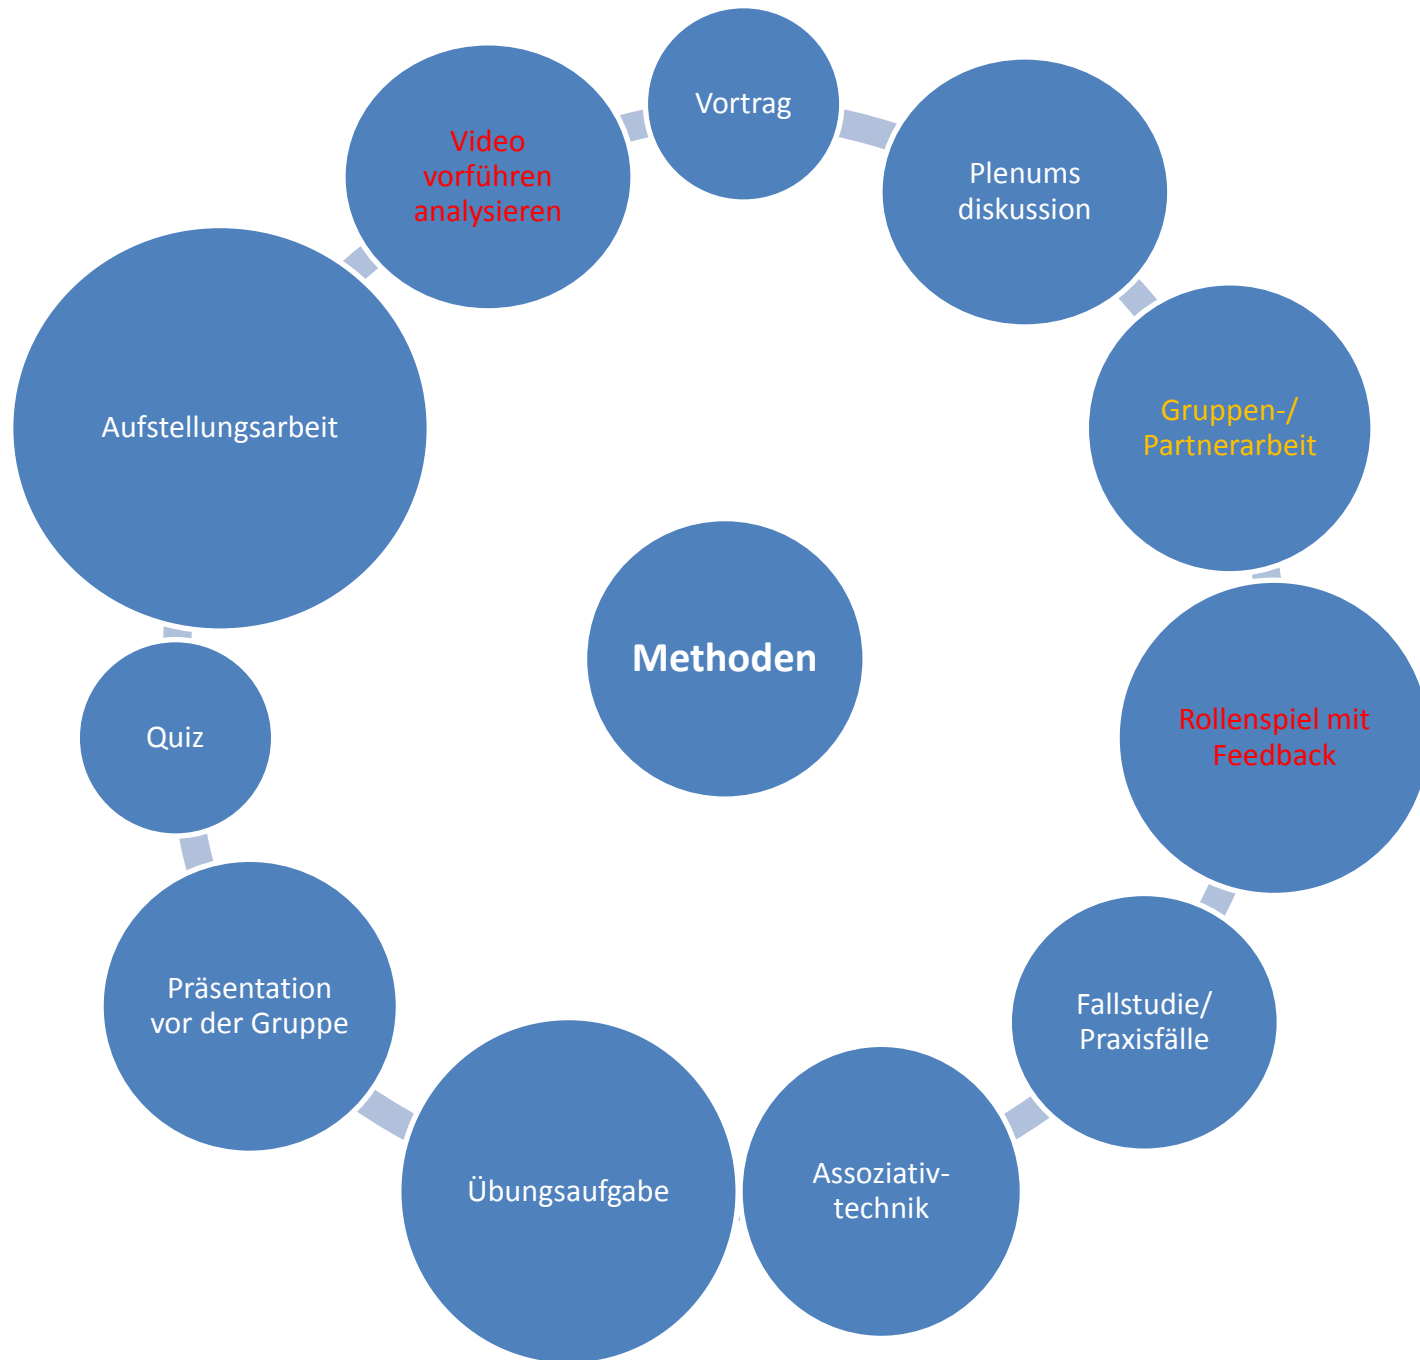 Vortrag
Plenums
diskussion
Gruppen-/
Partnerarbeit
Rollenspiel mit
Feedback
Fallstudie/
Praxisfälle
Assoziativ-
technik
Übungsaufgabe
Präsentation
vor der Gruppe
Quiz
Aufstellungsarbeit
Video
vorführen
analysieren
Methoden